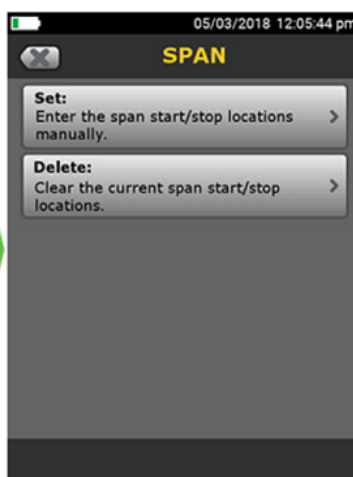 05/03/2018 12:05:44 pm
SPAN
Set:
Enter the span start/stop locations
manually.
Delete:
Clear the current span start/stop
locations.